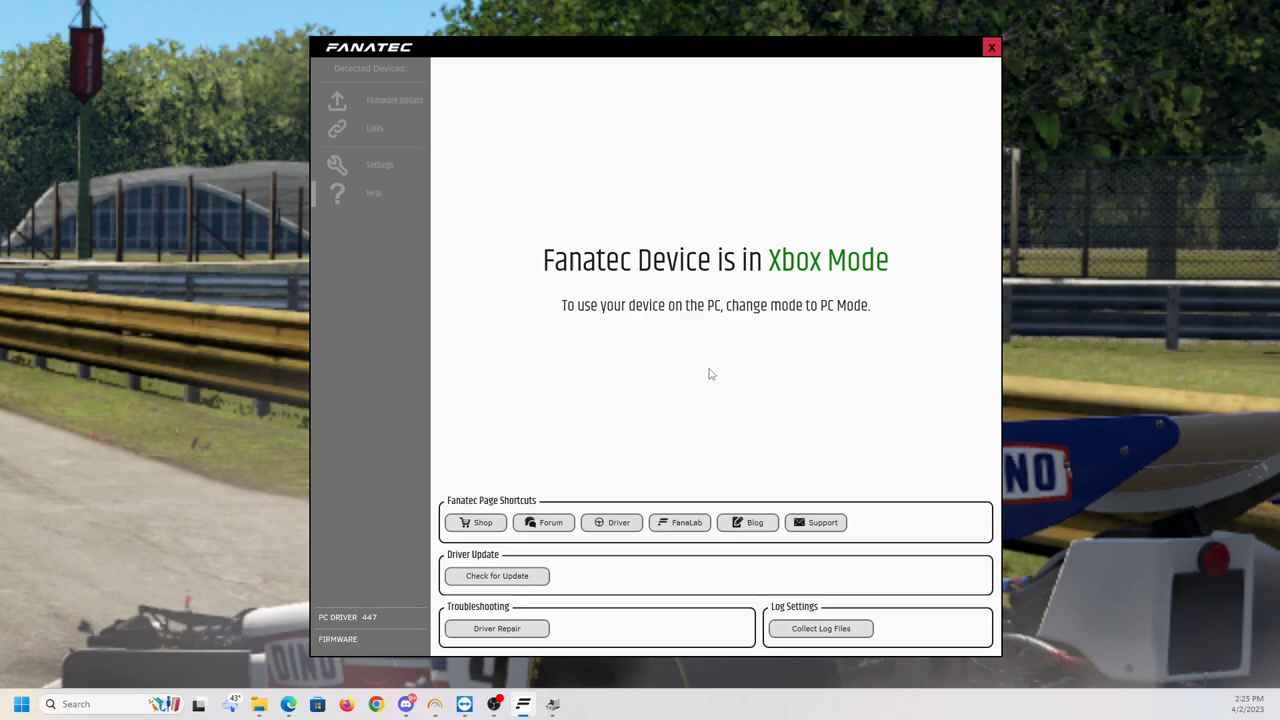 FANATEC
X
Detected Devices:
Firmware Update
Links
Settings
Help
Fanatec Device is in Xbox Mode
To use your device on the PC, change mode to PC Mode.
Fanatec Page Shortcuts
Shop
Forum
Driver
FanaLab
Blog
Support
Driver Update
Check for Update
Troubleshooting
Driver Repair
Log Settings
Collect Log Files
PC DRIVER 447
FIRMWARE
DINO
NO
Search
43°
9+
2:25 PM
4/2/2023